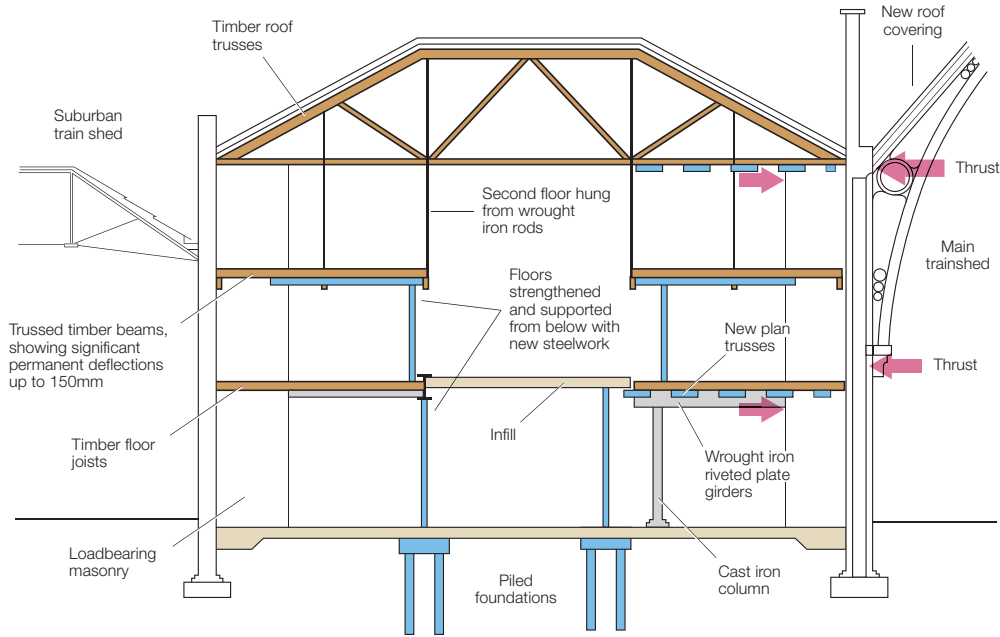 Timber roof
trusses
New roof
covering
Suburban
train shed
Thrust
Second floor hung
from wrought
iron rods
Main
trainshed
Floors
strengthened
and supported
from below with
new steelwork
Trussed timber beams,
showing significant
permanent deflections
up to 150mm
New plan
trusses
Thrust
Infill
Timber floor
joists
Wrought iron
riveted plate
girders
Loadbearing
masonry
Piled
foundations
Cast iron
column